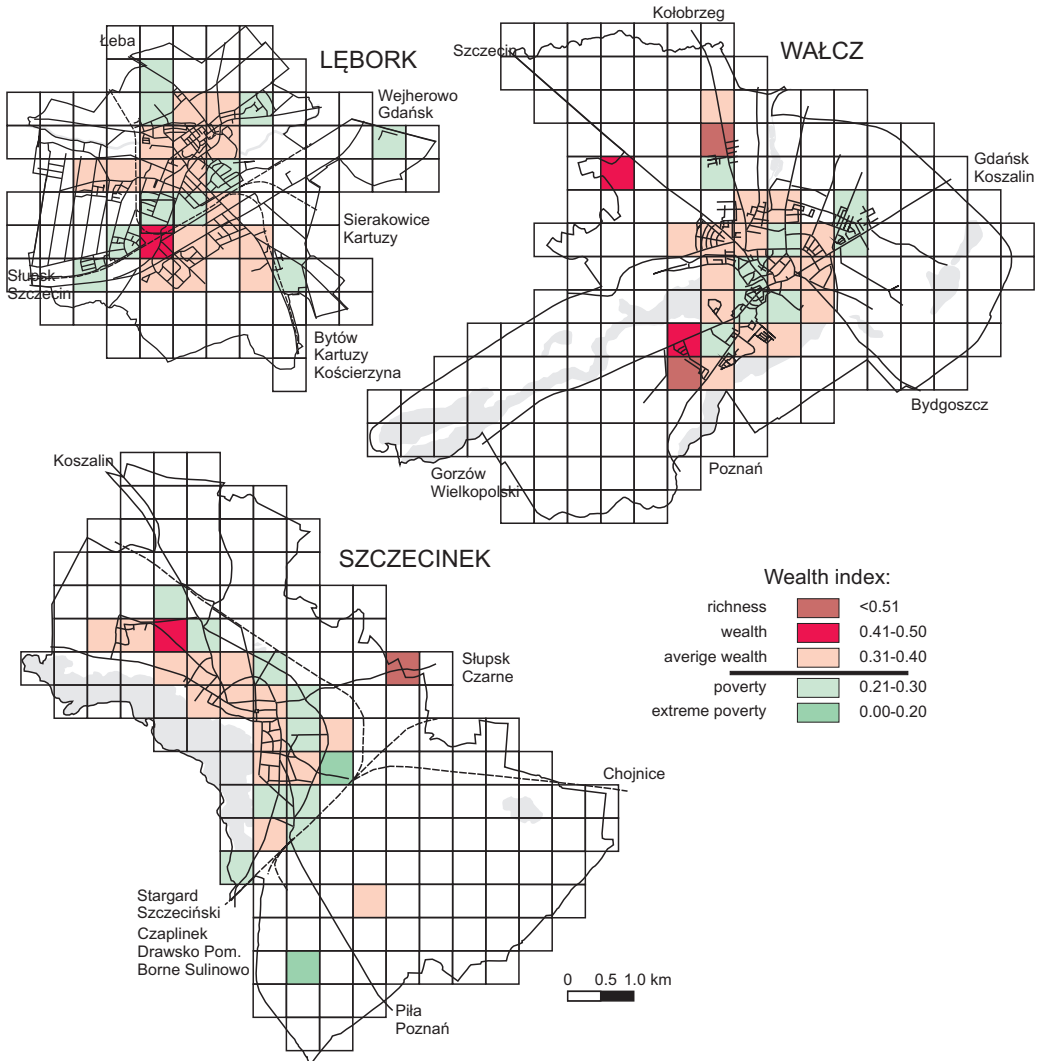 Kołobrzeg
Łeba
Szczecin
LĘBORK
WAŁCZ
Wejherowo
Gdańsk
Gdańsk
Koszalin
Sierakowice
Kartuzy
Słupsk
Szczecin
Bytów
Kartuzy
Kościerzyna
Bydgoszcz
Gorzów
Wielkopolski
Poznań
Koszalin
SZCZECINEK
Słupsk
Czarne
Chojnice
Stargard
Szczeciński
Czaplinek
Drawsko Pom.
Borne Sulinowo
Piła
Poznań
Wealth index:
richness <0.51
wealth 0.41-0.50
averige wealth 0.31-0.40
poverty 0.21-0.30
extreme poverty 0.00-0.20
0 0.5 1.0 km